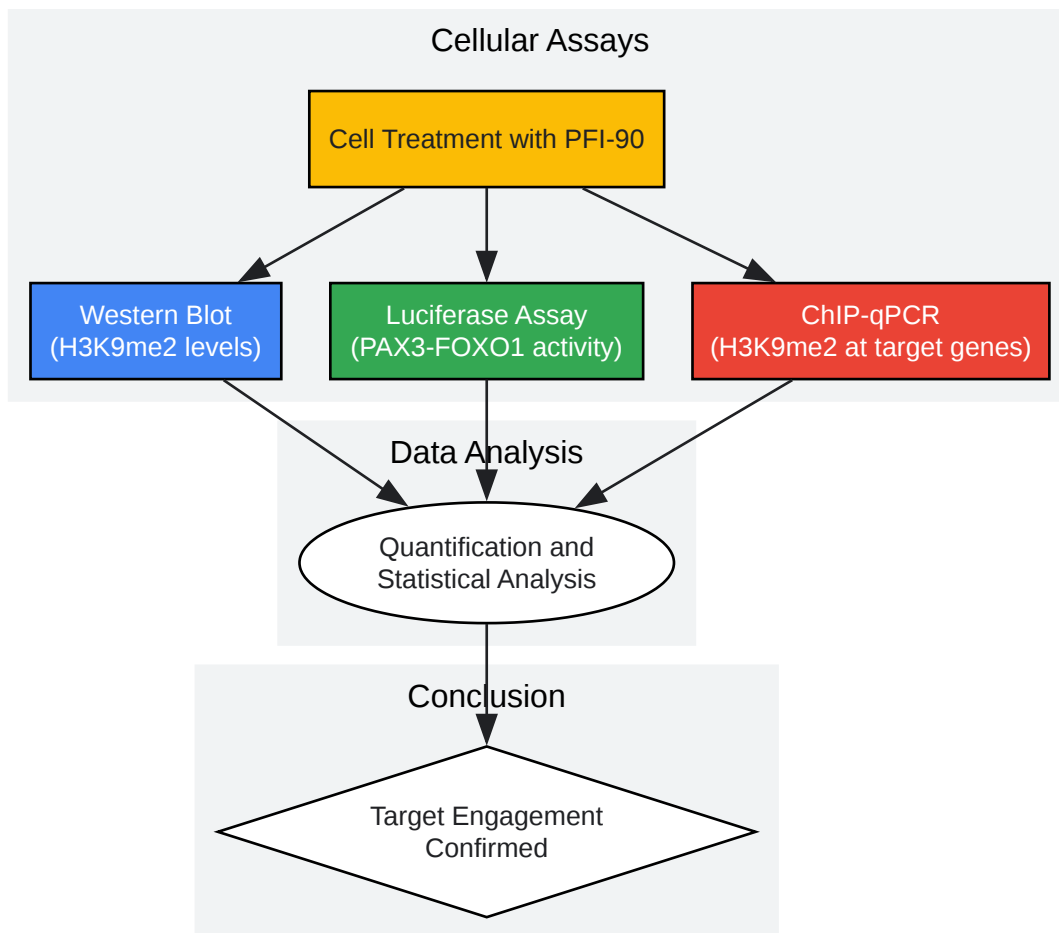 Cellular Assays
Cell Treatment with PFI-90
Western Blot
(H3K9me2 levels)
Luciferase Assay
(PAX3-FOXO1 activity)
ChIP-qPCR
(H3K9me2 at target genes)
Data Analysis
Quantification and
Statistical Analysis
Conclusion
Target Engagement
Confirmed